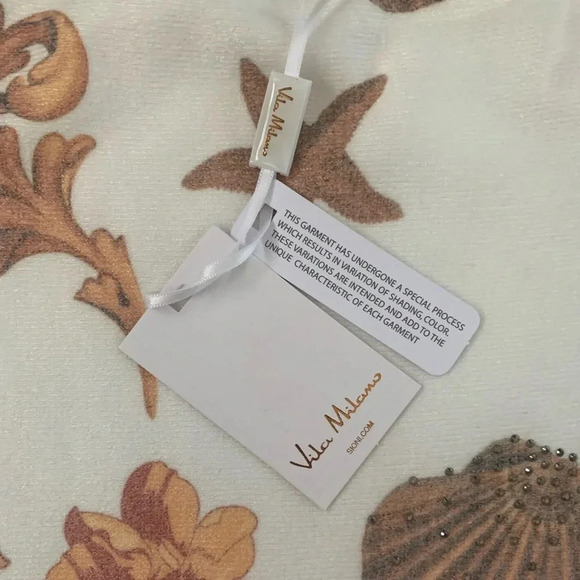 Vila Milano
THIS GARMENT HAS UNDERGONE A SPECIAL PROCESS
WHICH RESULTS IN VARIATION OF SHADING, COLOR.
THESE VARIATIONS ARE INTENDED AND ADD TO THE
UNIQUE CHARACTERISTIC OF EACH GARMENT
Vila Milano
SIONI.COM